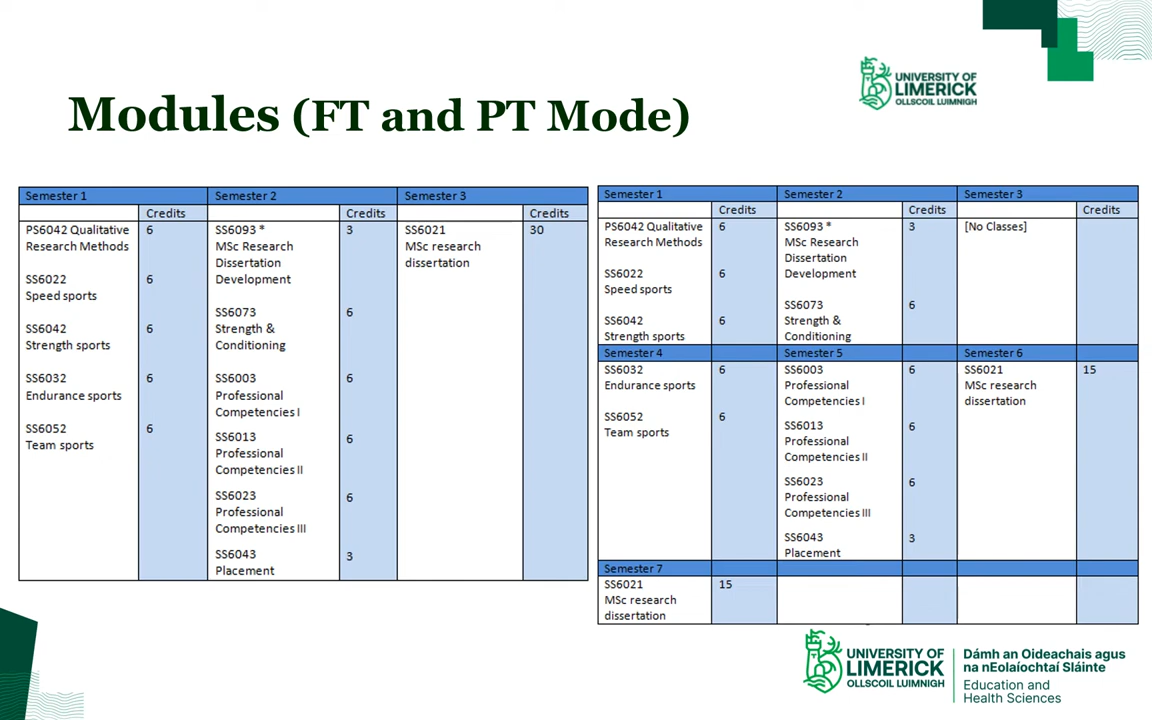 UNIVERSITY OF
LIMERICK
OLLSCOIL LUIMNIGH
Modules (FT and PT Mode)
Semester 1 Semester 2 Semester 3
Credits Credits Credits
PS6042 Qualitative 6 SS6093 * 3 SS6021 30
Research Methods MSc Research MSc research
Dissertation dissertation
SS6022 6 Development
Speed sports
SS6073 6
SS6042 6 Strength &
Strength sports Conditioning
SS6032 6 SS6003 6
Endurance sports Professional
Competencies I
SS6052 6 SS6013 6
Team sports Professional
Competencies II
SS6023 6
Professional
Competencies III
SS6043 3
Placement
Semester 1 Semester 2 Semester 3
Credits Credits Credits
PS6042 Qualitative 6 SS6093 * 3 [No Classes]
Research Methods MSc Research
Dissertation
SS6022 6 Development
Speed sports
SS6073 6
SS6042 6 Strength &
Strength sports Conditioning
Semester 4 Semester 5 Semester 6
SS6032 6 SS6003 6 SS6021 15
Endurance sports Professional MSc research
Competencies I dissertation
SS6052 6
Team sports SS6013 6
Professional
Competencies II
SS6023 6
Professional
Competencies III
SS6043 3
Placement
Semester 7
SS6021 15
MSc research
dissertation
UNIVERSITY OF
LIMERICK
OLLSCOIL LUIMNIGH
Dámh an Oideachais agus
na nEolaíochtaí Sláinte
Education and
Health Sciences